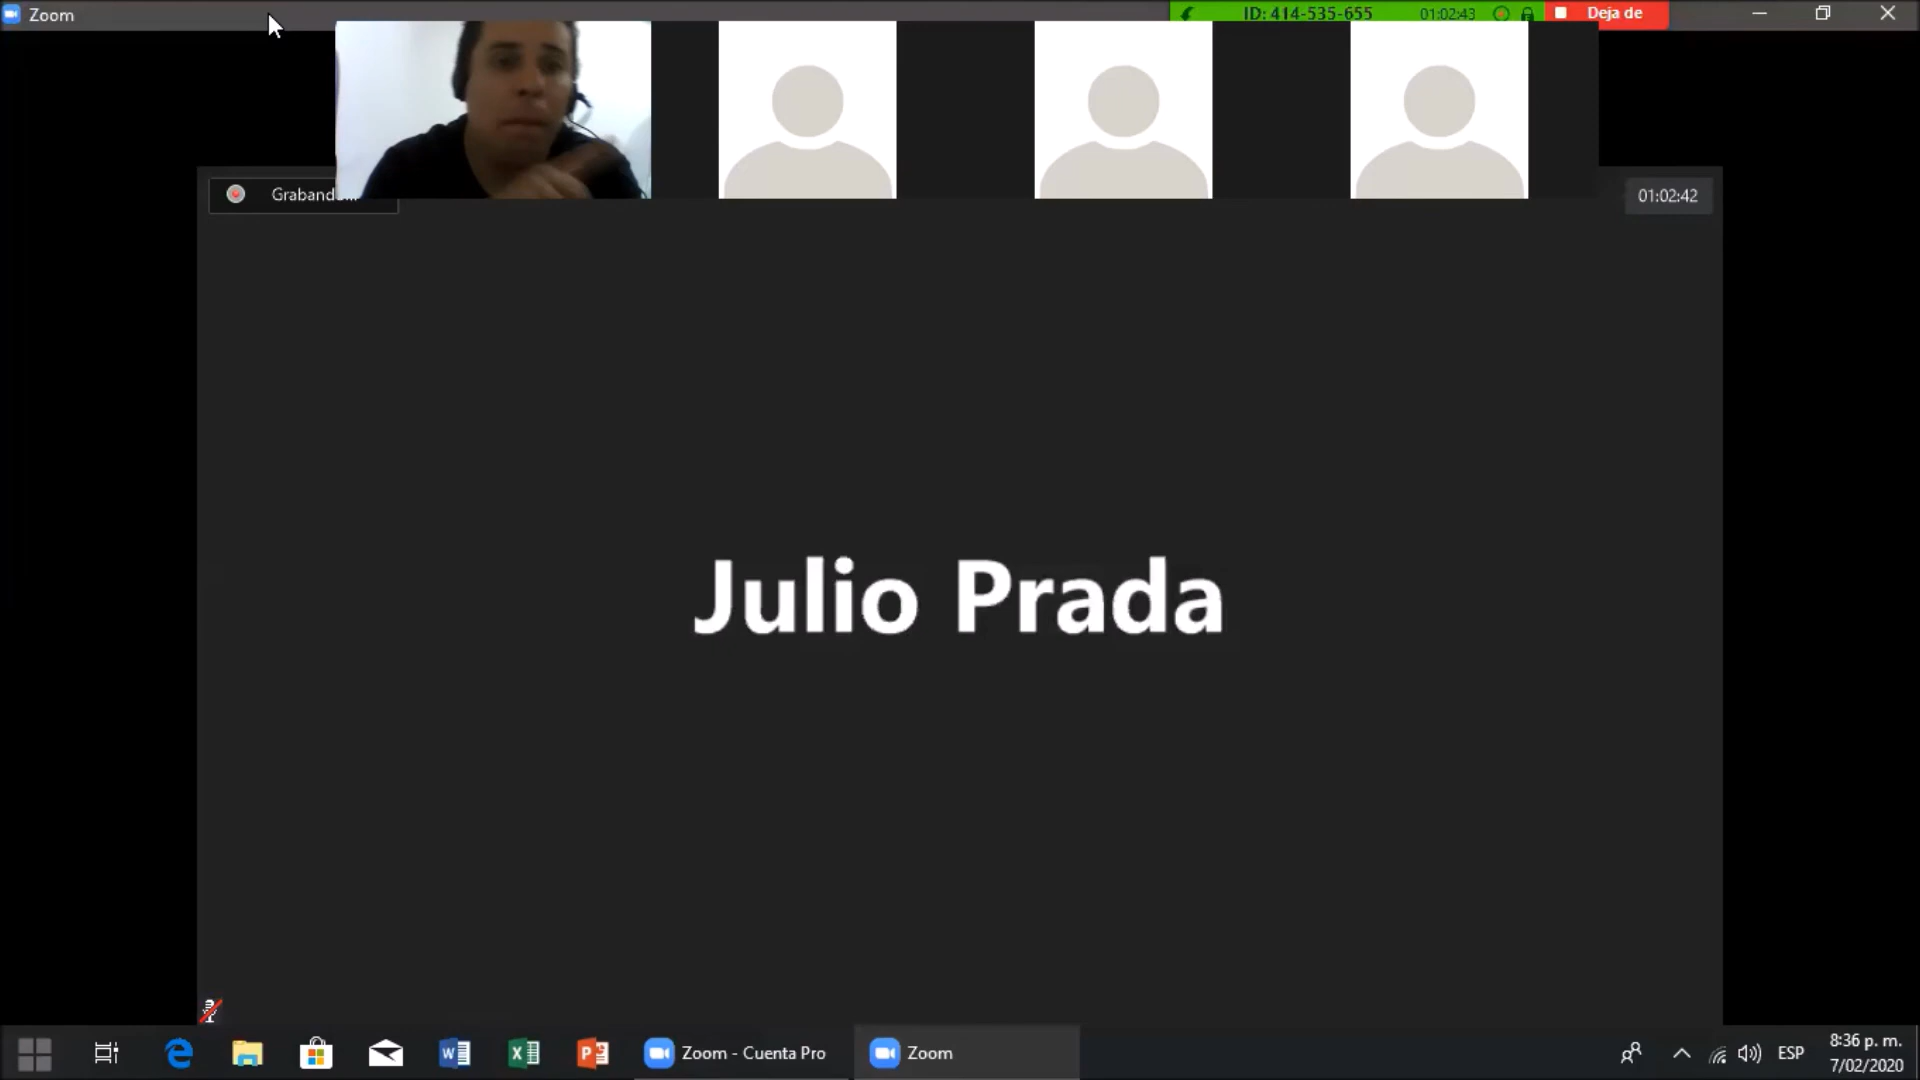 Zoom
ID: 414-535-655
01:02:43
Deja de
Graband...
01:02:42
Julio Prada
Zoom - Cuenta Pro
Zoom
ESP
8:36 p. m.
7/02/2020